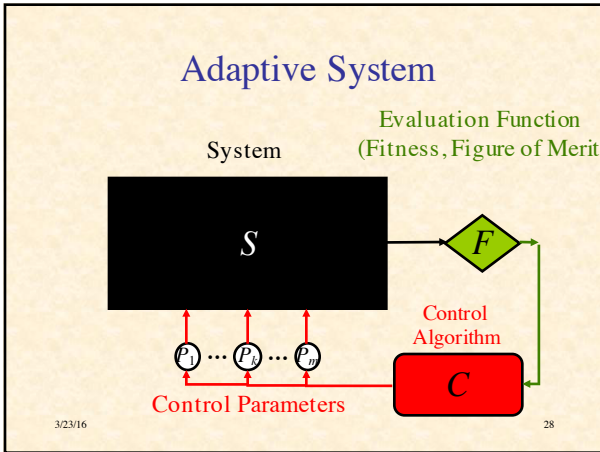 Adaptive System
Evaluation Function
(Fitness, Figure of Merit
System
S
F
Control
Algorithm
P1 ... Pk ... Pm
C
Control Parameters
3/23/16
28